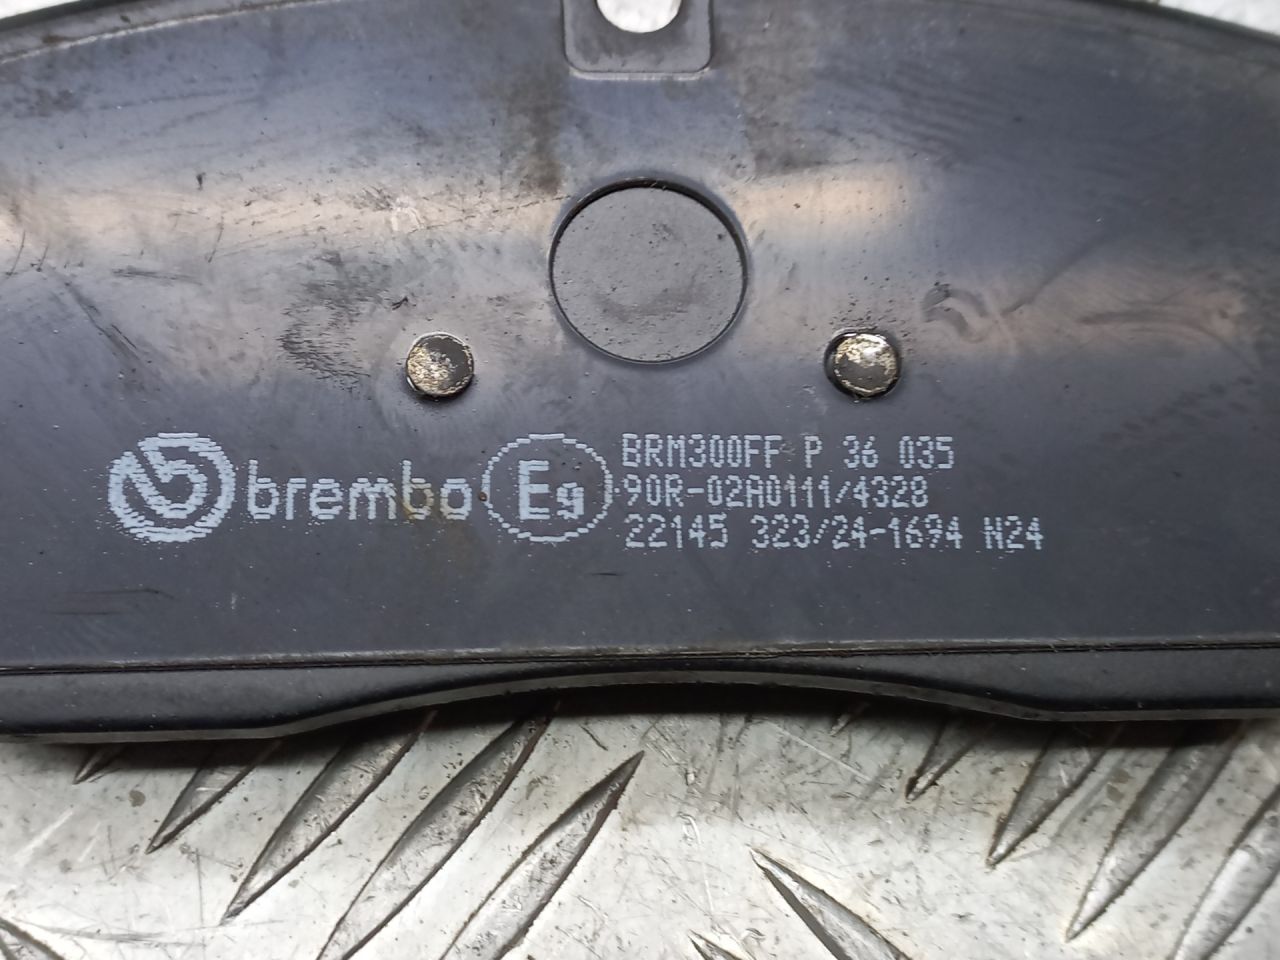 brembo E9 BRM300FF P 36 035
90R-02A0111/4328
22145 323/24-1694 N24